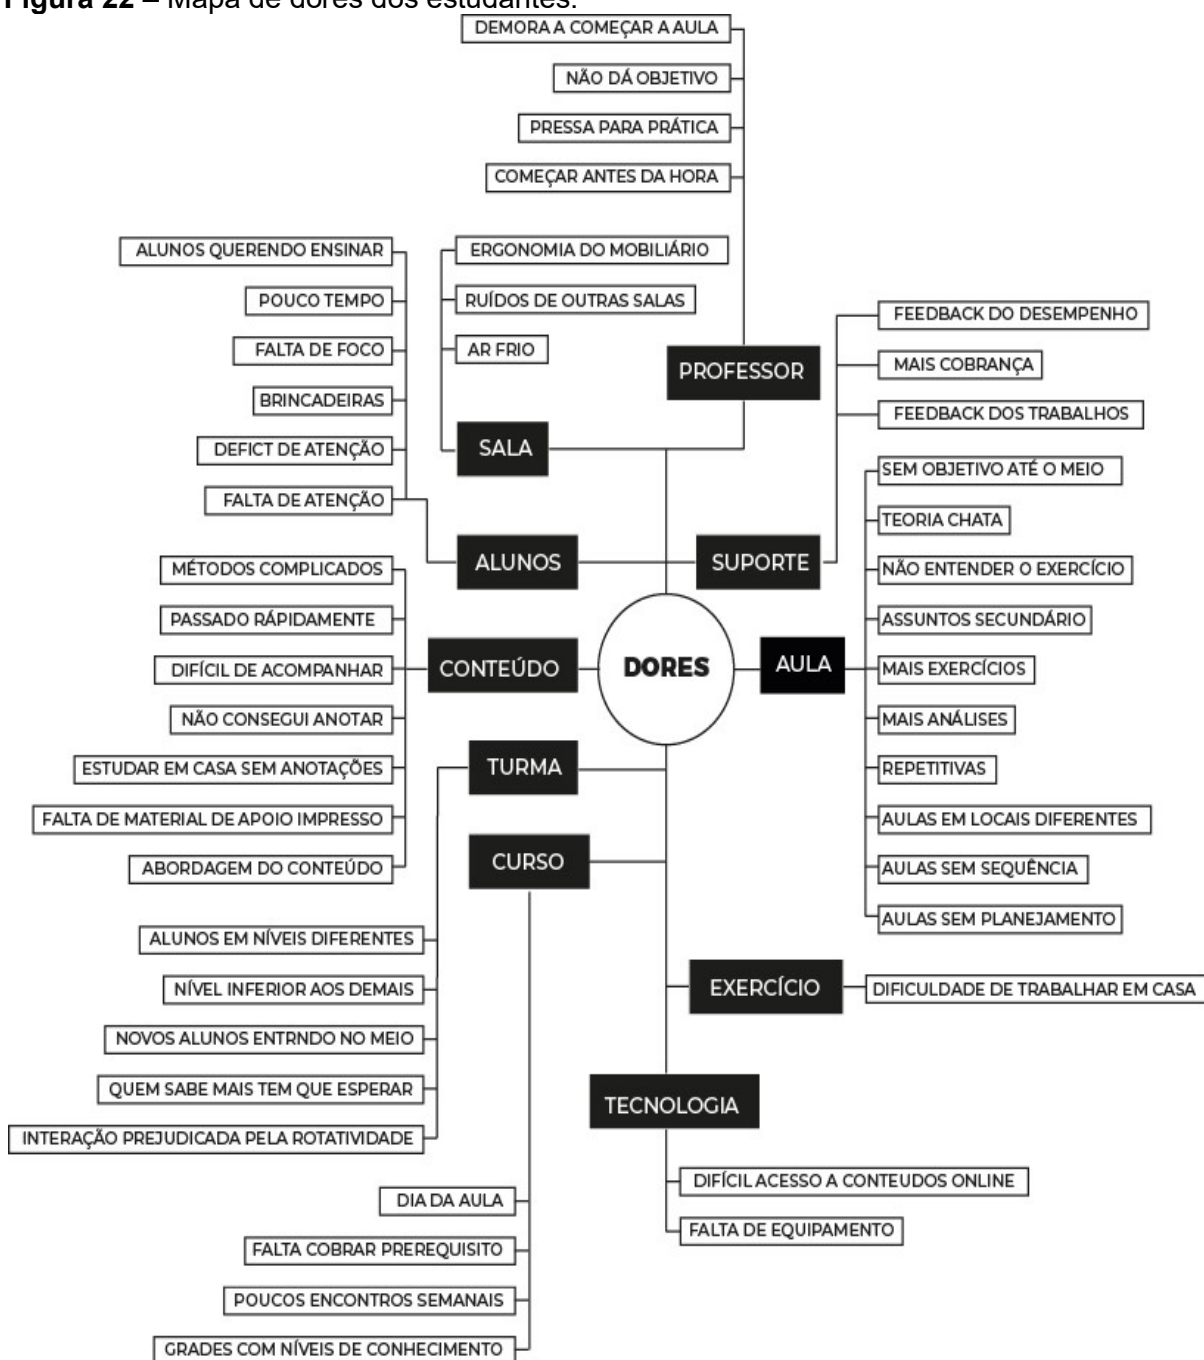 Figura 22 – Mapa de dores dos estudantes.
DEMORA A COMEÇAR A AULA
NÃO DÁ OBJETIVO
PRESSA PARA PRÁTICA
COMEÇAR ANTES DA HORA
PROFESSOR
ERGONOMIA DO MOBILIÁRIO
RUÍDOS DE OUTRAS SALAS
AR FRIO
SALA
ALUNOS QUERENDO ENSINAR
POUCO TEMPO
FALTA DE FOCO
BRINCADEIRAS
DEFICT DE ATENÇÃO
FALTA DE ATENÇÃO
ALUNOS
FEEDBACK DO DESEMPENHO
MAIS COBRANÇA
FEEDBACK DOS TRABALHOS
SUPORTE
MÉTODOS COMPLICADOS
PASSADO RÁPIDAMENTE
DIFÍCIL DE ACOMPANHAR
NÃO CONSEGUI ANOTAR
ESTUDAR EM CASA SEM ANOTAÇÕES
FALTA DE MATERIAL DE APOIO IMPRESSO
ABORDAGEM DO CONTEÚDO
CONTEÚDO
DORES
AULA
SEM OBJETIVO ATÉ O MEIO
TEORIA CHATA
NÃO ENTENDER O EXERCÍCIO
ASSUNTOS SECUNDÁRIO
MAIS EXERCÍCIOS
MAIS ANÁLISES
REPETITIVAS
AULAS EM LOCAIS DIFERENTES
AULAS SEM SEQUÊNCIA
AULAS SEM PLANEJAMENTO
TURMA
ALUNOS EM NÍVEIS DIFERENTES
NÍVEL INFERIOR AOS DEMAIS
NOVOS ALUNOS ENTRNDO NO MEIO
QUEM SABE MAIS TEM QUE ESPERAR
INTERAÇÃO PREJUDICADA PELA ROTATIVIDADE
CURSO
DIA DA AULA
FALTA COBRAR PREREQUISITO
POUCOS ENCONTROS SEMANAIS
GRADES COM NÍVEIS DE CONHECIMENTO
EXERCÍCIO
DIFICULDADE DE TRABALHAR EM CASA
TECNOLOGIA
DIFÍCIL ACESSO A CONTEUDOS ONLINE
FALTA DE EQUIPAMENTO